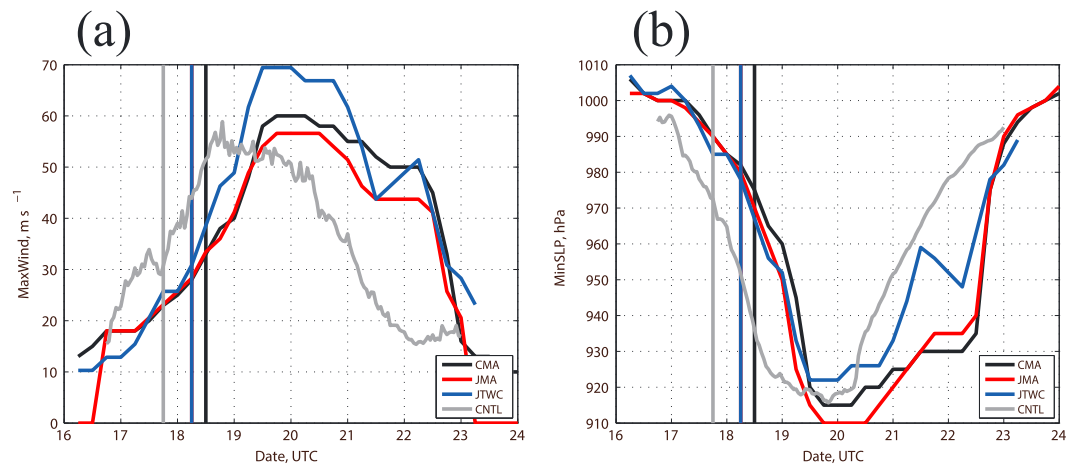 (a)
70
60
50
40
30
20
10
0
MaxWind, m s ⁻¹
16 17 18 19 20 21 22 23 24
Date, UTC
CMA
JMA
JTWC
CNTL
(b)
1010
1000
990
980
970
960
950
940
930
920
910
MinSLP, hPa
16 17 18 19 20 21 22 23 24
Date, UTC
CMA
JMA
JTWC
CNTL